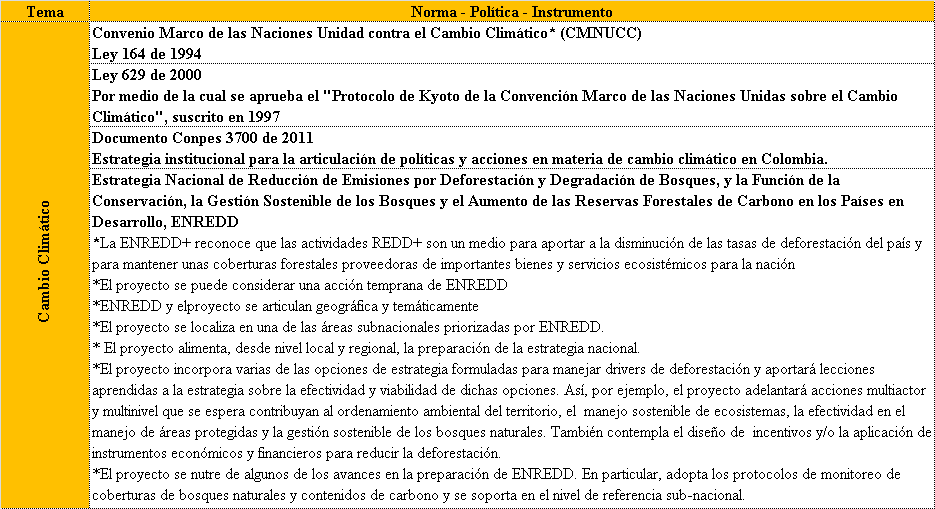 Tema
Norma - Política - Instrumento
Cambio Climático
Convenio Marco de las Naciones Unidad contra el Cambio Climático* (CMNUCC)
Ley 164 de 1994
Ley 629 de 2000
Por medio de la cual se aprueba el "Protocolo de Kyoto de la Convención Marco de las Naciones Unidas sobre el Cambio
Climático", suscrito en 1997
Documento Conpes 3700 de 2011
Estrategia institucional para la articulación de políticas y acciones en materia de cambio climático en Colombia.
Estrategia Nacional de Reducción de Emisiones por Deforestación y Degradación de Bosques, y la Función de la
Conservación, la Gestión Sostenible de los Bosques y el Aumento de las Reservas Forestales de Carbono en los Países en
Desarrollo, ENREDD
*La ENREDD+ reconoce que las actividades REDD+ son un medio para aportar a la disminución de las tasas de deforestación del país y
para mantener unas coberturas forestales proveedoras de importantes bienes y servicios ecosistémicos para la nación
*El proyecto se puede considerar una acción temprana de ENREDD
*ENREDD y elproyecto se articulan geográfica y temáticamente
*El proyecto se localiza en una de las áreas subnacionales priorizadas por ENREDD.
* El proyecto alimenta, desde nivel local y regional, la preparación de la estrategia nacional.
*El proyecto incorpora varias de las opciones de estrategia formuladas para manejar drivers de deforestación y aportará lecciones
aprendidas a la estrategia sobre la efectividad y viabilidad de dichas opciones. Así, por ejemplo, el proyecto adelantará acciones multiactor
y multinivel que se espera contribuyan al ordenamiento ambiental del territorio, el manejo sostenible de ecosistemas, la efectividad en el
manejo de áreas protegidas y la gestión sostenible de los bosques naturales. También contempla el diseño de incentivos y/o la aplicación de
instrumentos económicos y financieros para reducir la deforestación.
*El proyecto se nutre de algunos de los avances en la preparación de ENREDD. En particular, adopta los protocolos de monitoreo de
coberturas de bosques naturales y contenidos de carbono y se soporta en el nivel de referencia sub-nacional.